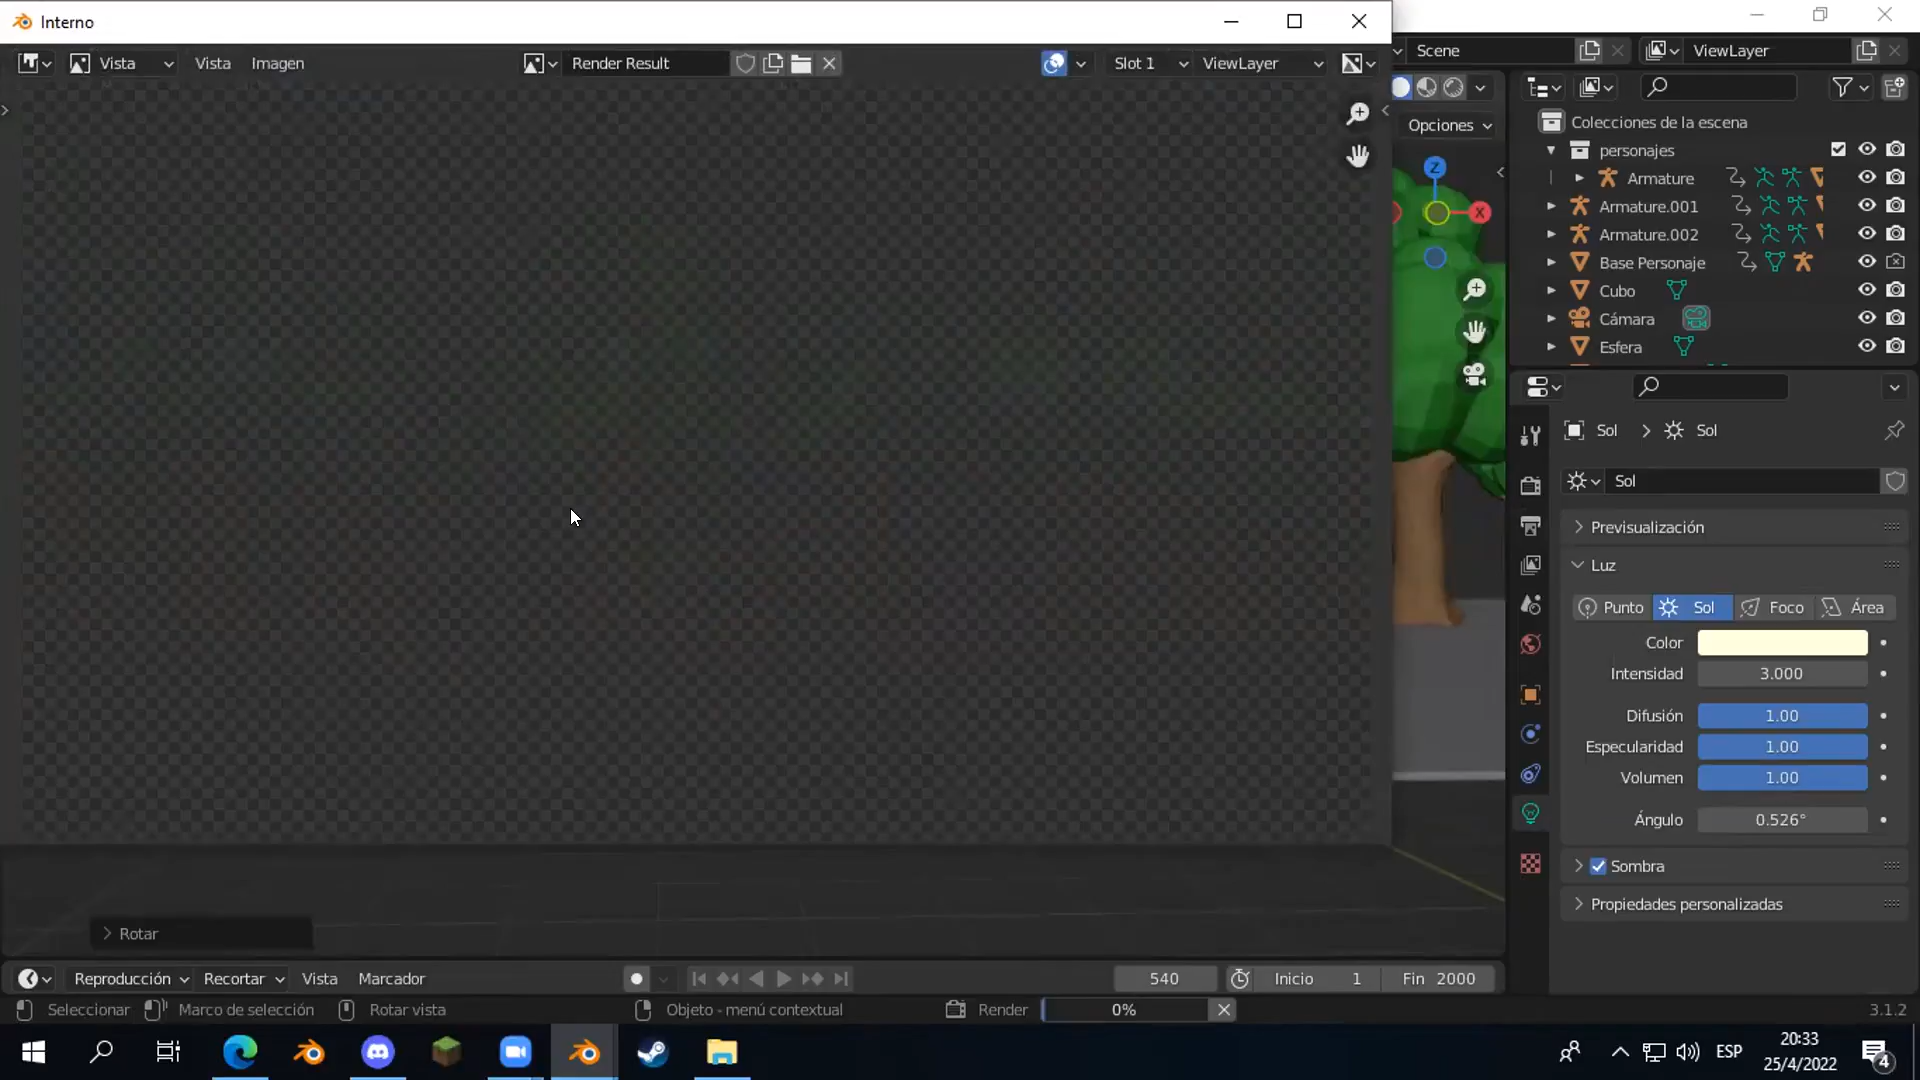 Interno
Vista Vista Imagen Render Result Slot 1 ViewLayer
Scene ViewLayer
Opciones
Z
X
Colecciones de la escena
personajes
Armature
Armature.001
Armature.002
Base Personaje
Cubo
Cámara
Esfera
Sol > Sol
Sol
Previsualización
Luz
Punto Sol Foco Área
Color
Intensidad 3.000
Difusión 1.00
Especularidad 1.00
Volumen 1.00
Ángulo 0.526°
Sombra
Propiedades personalizadas
Rotar
Reproducción Recortar Vista Marcador 540 Inicio 1 Fin 2000
Seleccionar Marco de selección Rotar vista Objeto - menú contextual Render 0% 3.1.2
ESP 20:33
25/4/2022 4